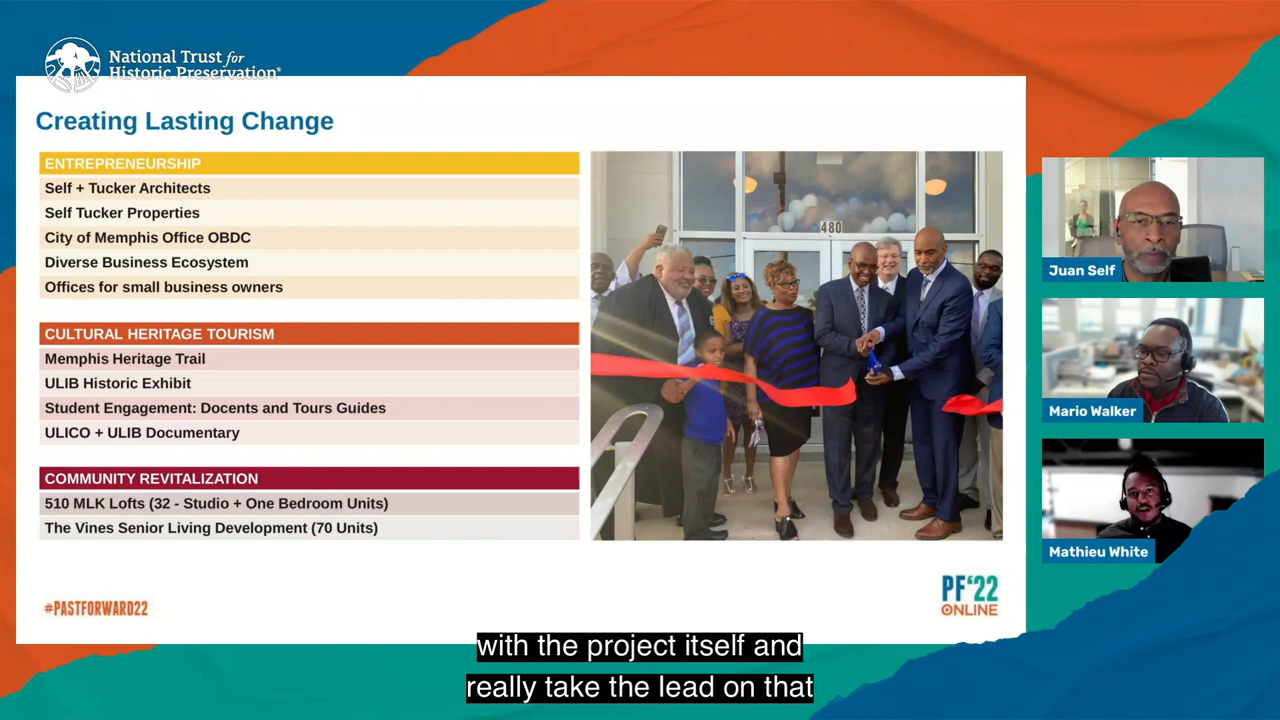 National Trust for
Historic Preservation®
Creating Lasting Change
ENTREPRENEURSHIP
Self + Tucker Architects
Self Tucker Properties
City of Memphis Office OBDC
Diverse Business Ecosystem
Offices for small business owners
CULTURAL HERITAGE TOURISM
Memphis Heritage Trail
ULIB Historic Exhibit
Student Engagement: Docents and Tours Guides
ULICO + ULIB Documentary
COMMUNITY REVITALIZATION
510 MLK Lofts (32 - Studio + One Bedroom Units)
The Vines Senior Living Development (70 Units)
480
Juan Self
Mario Walker
Mathieu White
#PASTFORWARD22
PF'22
ONLINE
with the project itself and
really take the lead on that